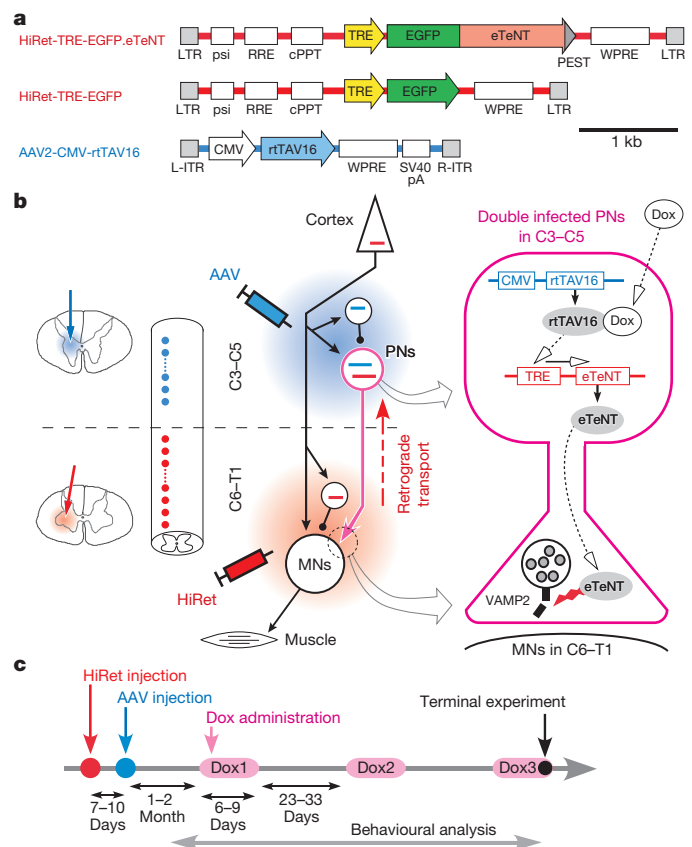 a
HiRet-TRE-EGFP.eTeNT
LTR psi RRE cPPT TRE EGFP eTeNT PEST WPRE LTR
HiRet-TRE-EGFP
LTR psi RRE cPPT TRE EGFP WPRE LTR
1 kb
AAV2-CMV-rtTAV16
L-ITR CMV rtTAV16 WPRE SV40 pA R-ITR
b
Cortex
AAV
C3–C5
PNs
C6–T1
Retrograde
transport
MNs
HiRet
Muscle
Double infected PNs
in C3–C5
Dox
CMV rtTAV16
rtTAV16 Dox
TRE eTeNT
eTeNT
eTeNT
VAMP2
MNs in C6–T1
c
HiRet injection
AAV injection
Dox administration
Terminal experiment
Dox1 Dox2 Dox3
7–10
Days
1–2
Month
6–9
Days
23–33
Days
Behavioural analysis